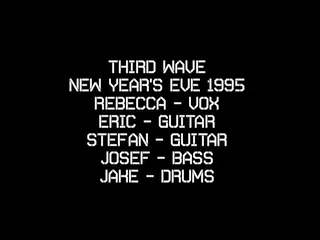 THIRD WAVE
NEW YEAR'S EVE 1995
REBECCA - VOX
ERIC - GUITAR
STEFAN - GUITAR
JOSEF - BASS
JAKE - DRUMS